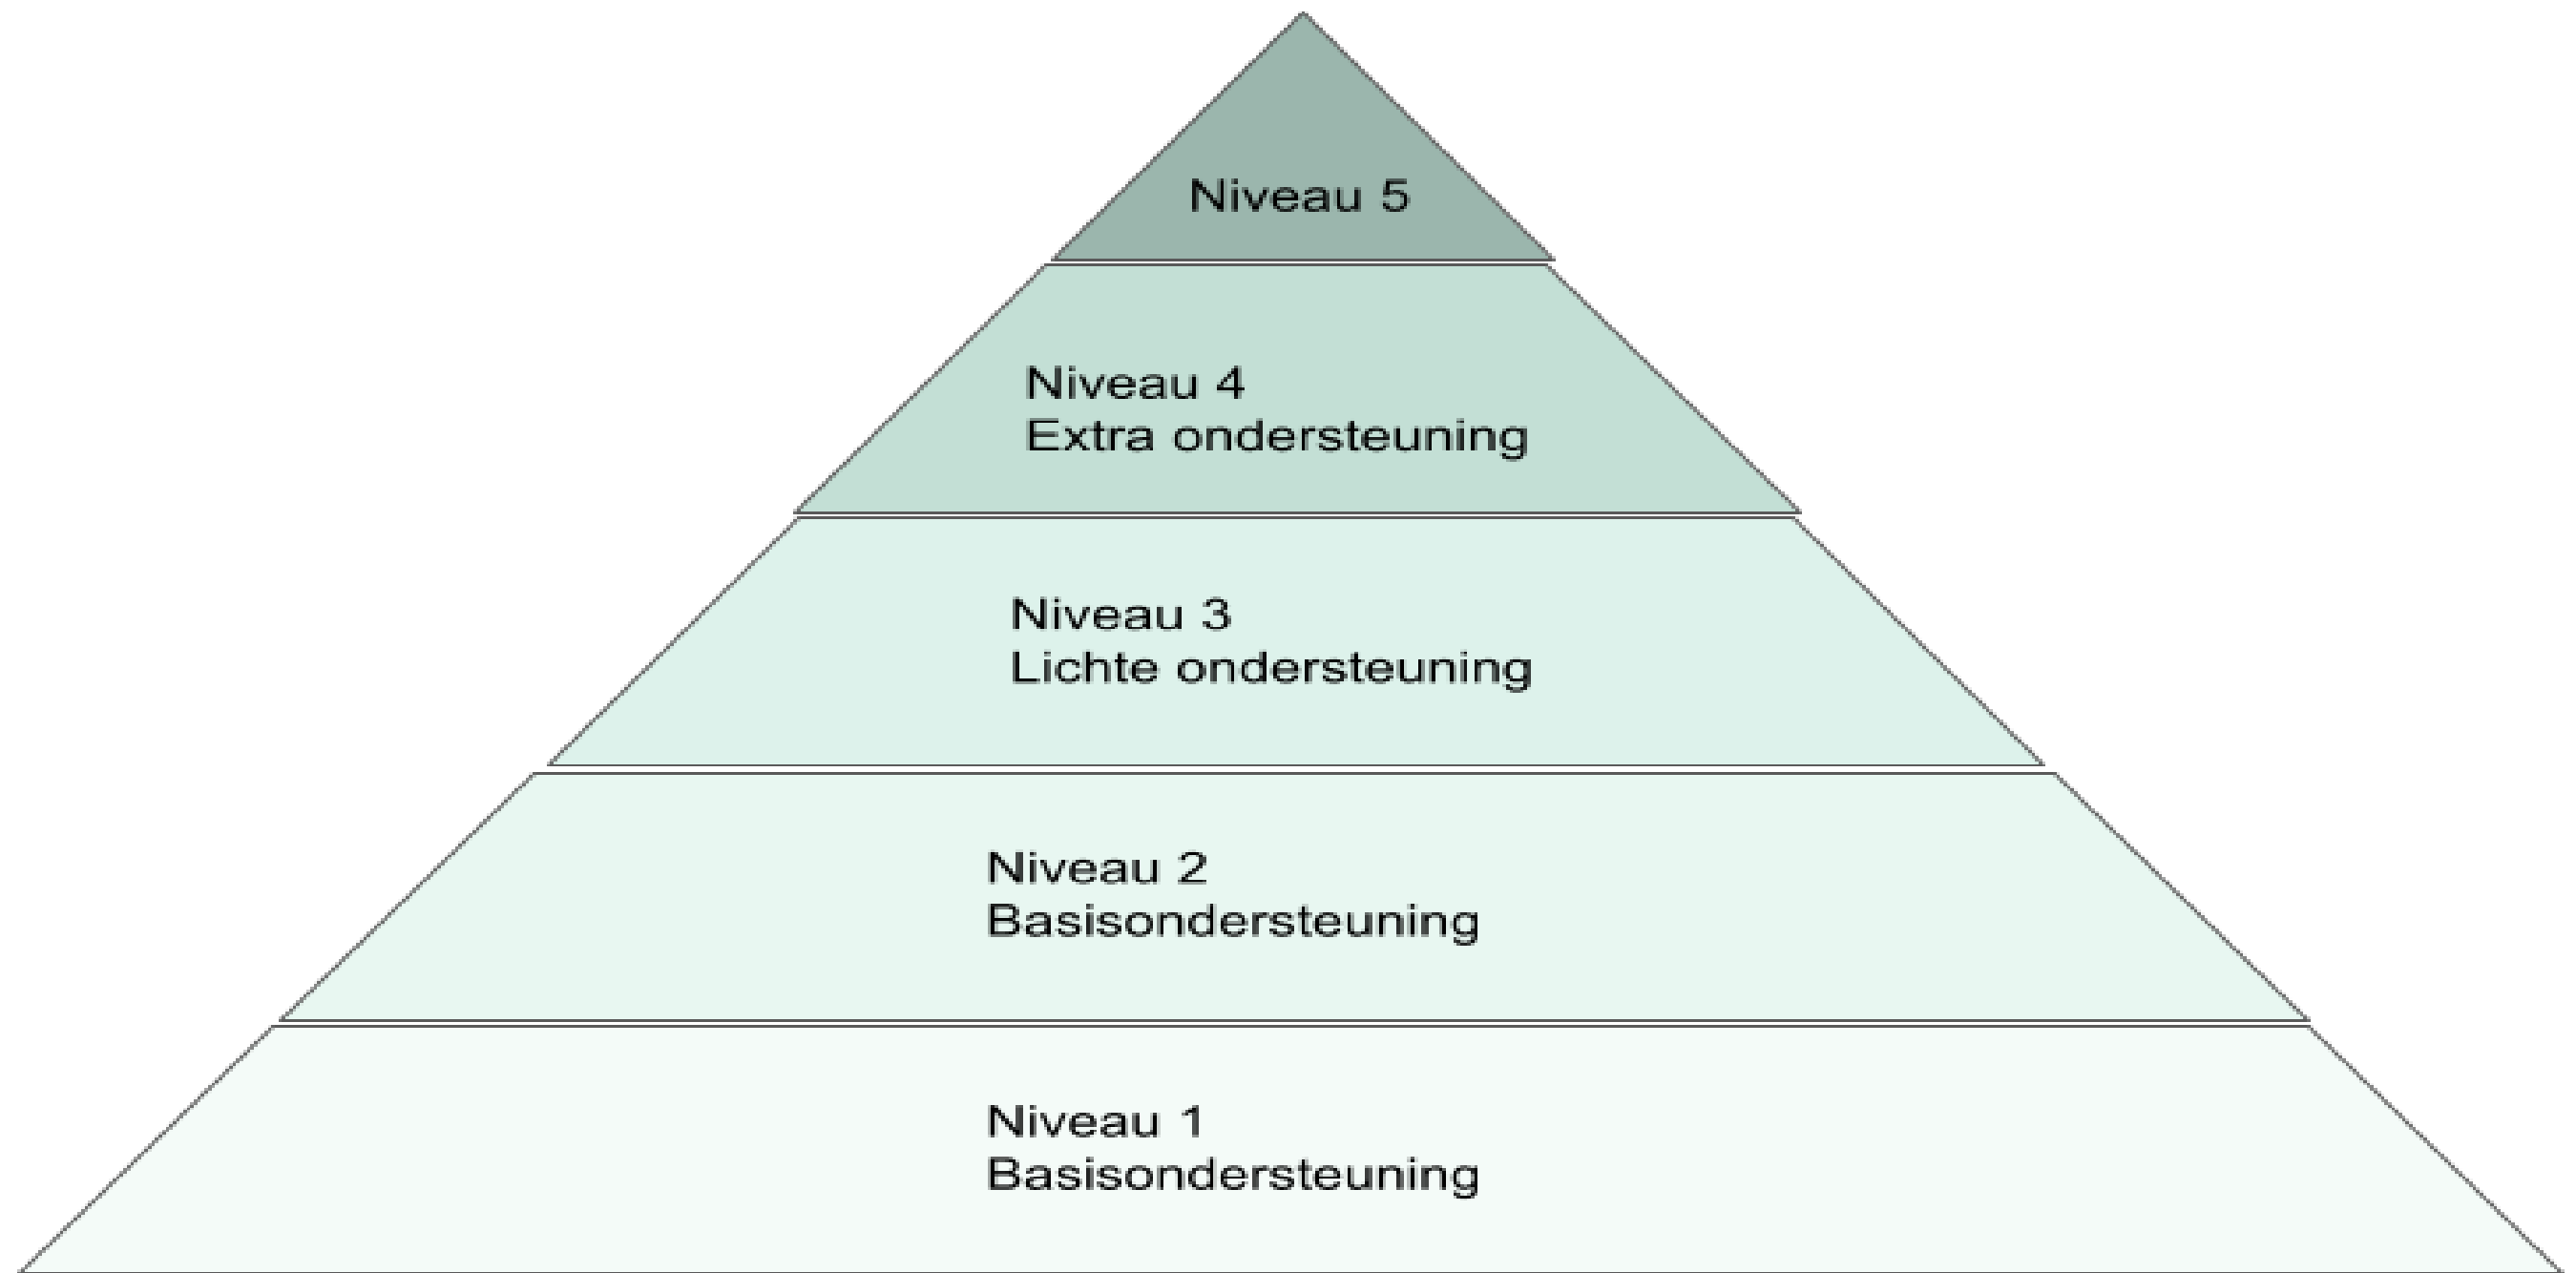 Niveau 5
Niveau 4
Extra ondersteuning
Niveau 3
Lichte ondersteuning
Niveau 2
Basisondersteuning
Niveau 1
Basisondersteuning